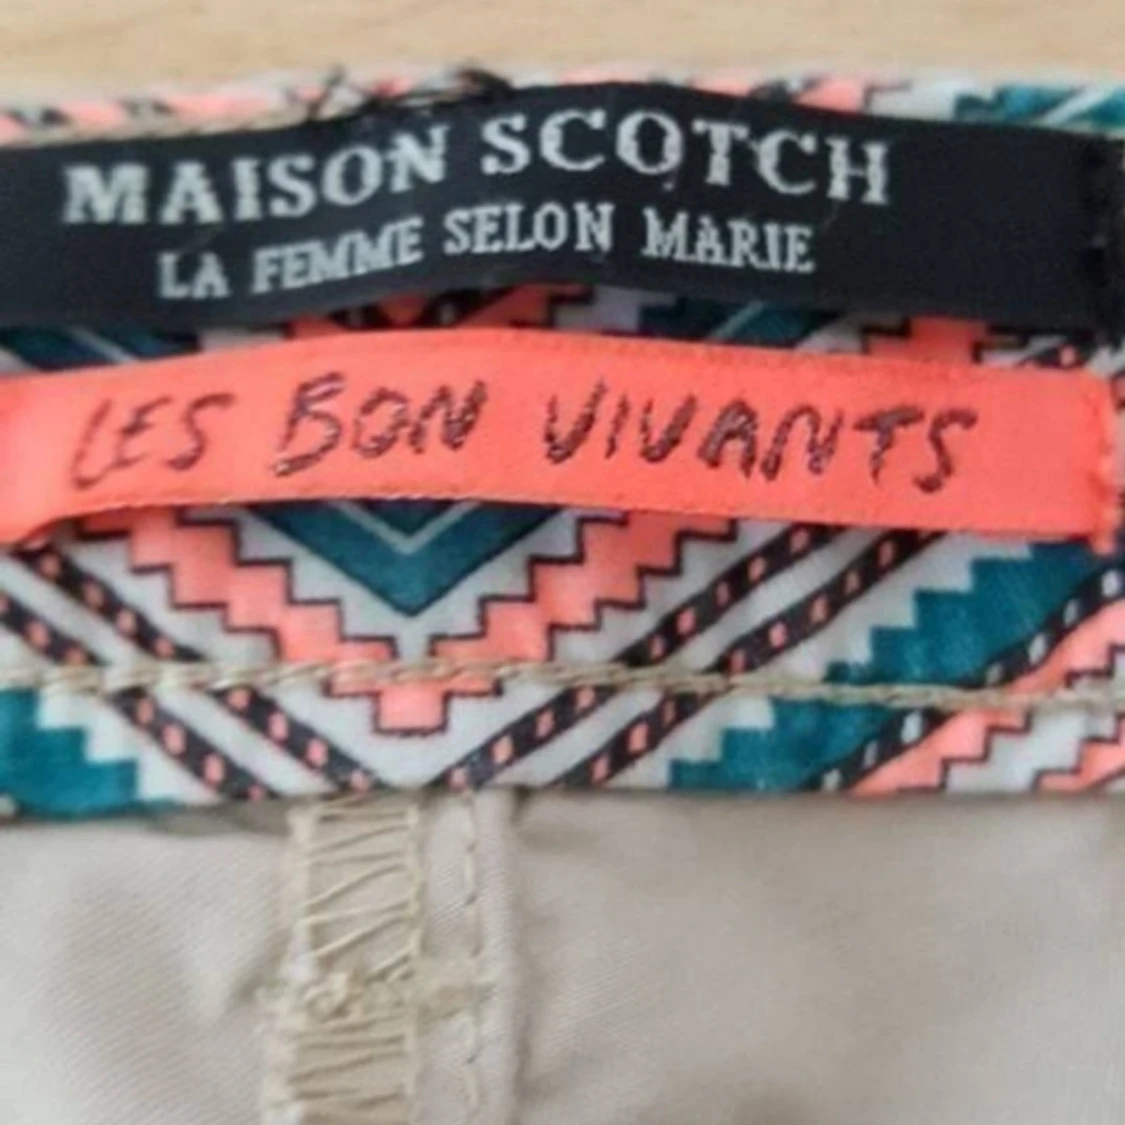 MAISON SCOTCH
LA FEMME SELON MARIE
LES BON VIVANTS